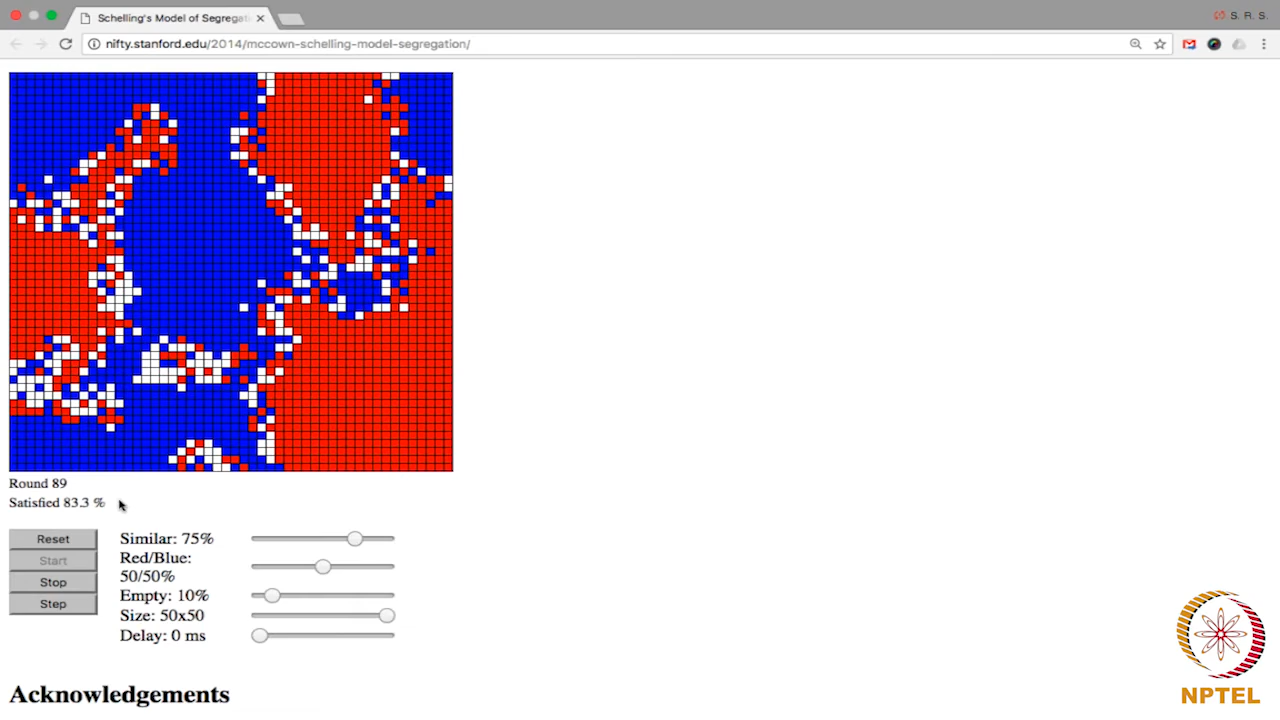 Schelling's Model of Segregati
S. R. S.
nifty.stanford.edu/2014/mccown-schelling-model-segregation/
Round 89
Satisfied 83.3 %
Reset
Start
Stop
Step
Similar: 75%
Red/Blue:
50/50%
Empty: 10%
Size: 50x50
Delay: 0 ms
Acknowledgements
NPTEL